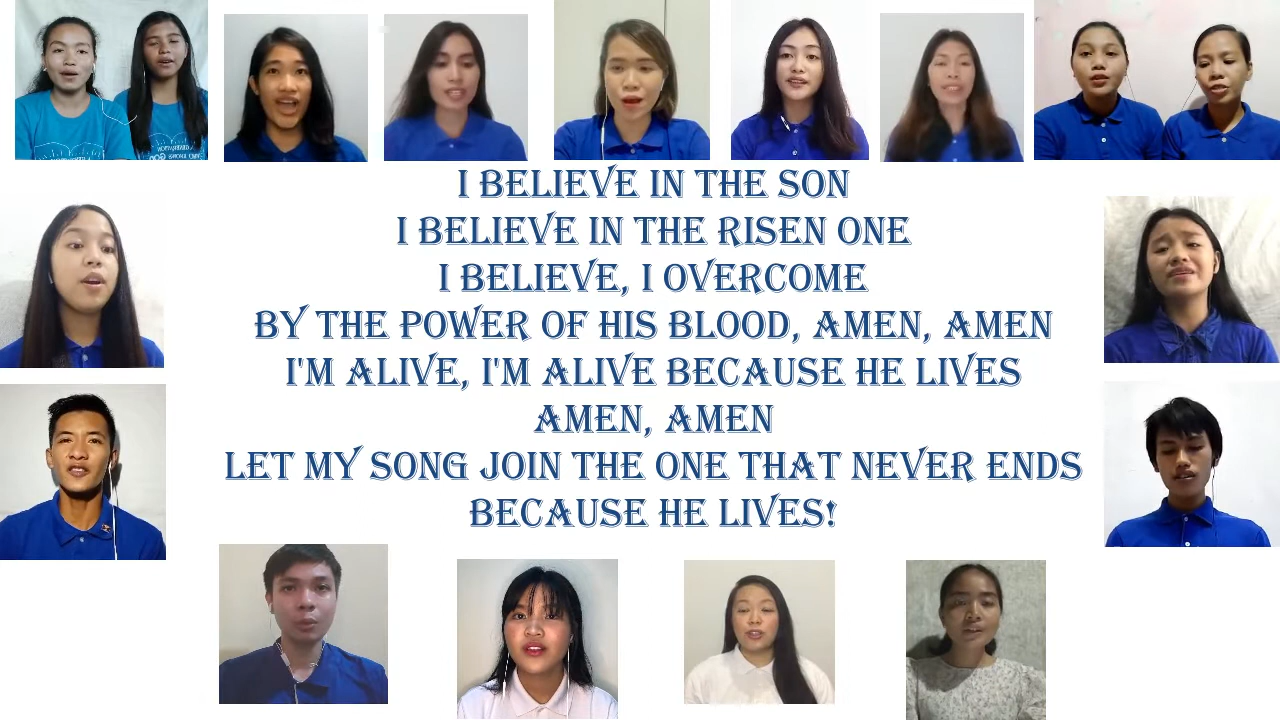 I BELIEVE IN THE SON
I BELIEVE IN THE RISEN ONE
I BELIEVE, I OVERCOME
BY THE POWER OF HIS BLOOD, AMEN, AMEN
I'M ALIVE, I'M ALIVE BECAUSE HE LIVES
AMEN, AMEN
LET MY SONG JOIN THE ONE THAT NEVER ENDS
BECAUSE HE LIVES!